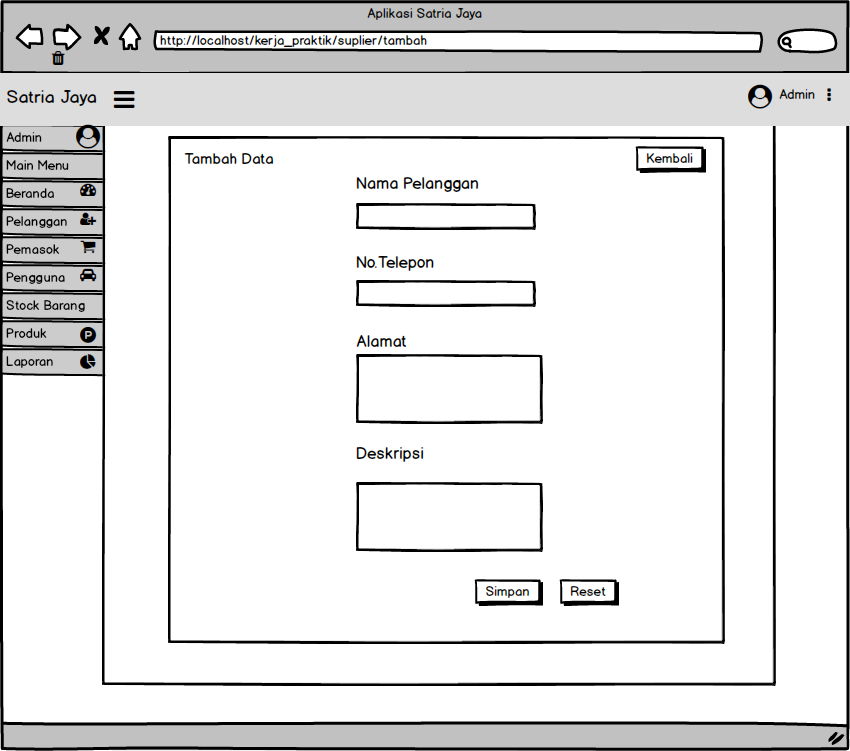 Aplikasi Satria Jaya
http://localhost/kerja_praktik/suplier/tambah
Satria Jaya
Admin
Admin
Main Menu
Beranda
Pelanggan
Pemasok
Pengguna
Stock Barang
Produk
P
Laporan
Tambah Data
Kembali
Nama Pelanggan
No.Telepon
Alamat
Deskripsi
Simpan
Reset